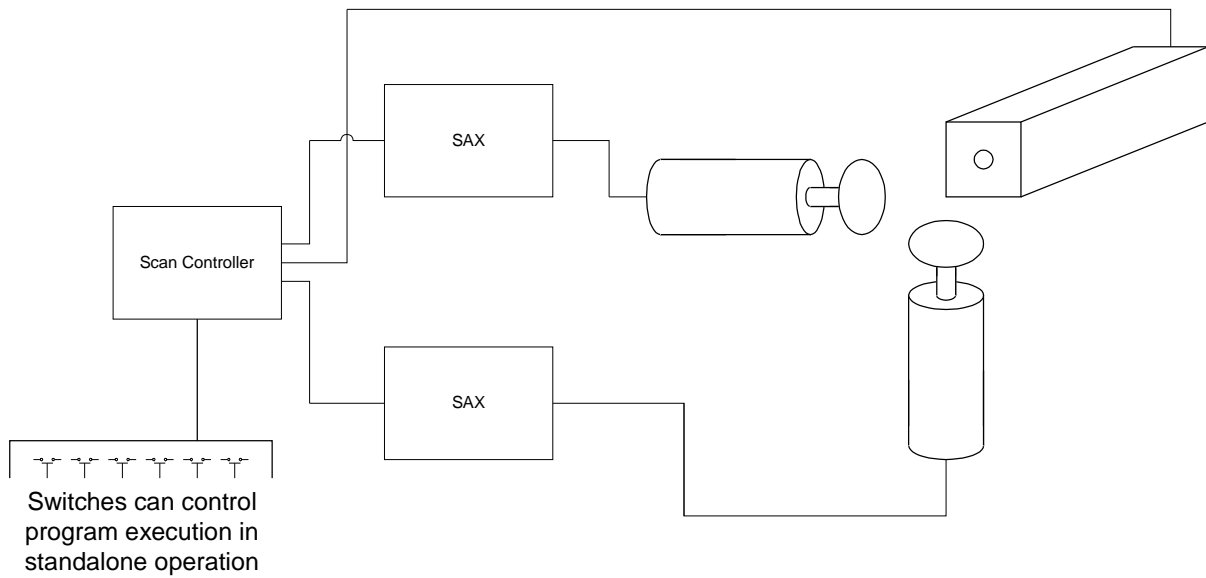 SAX
Scan Controller
SAX
Switches can control
program execution in
standalone operation